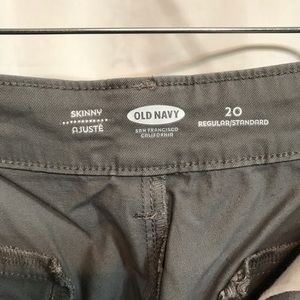 SKINNY
AJUSTÉ
OLD NAVY
SAN FRANCISCO
CALIFORNIA
20
REGULAR/STANDARD